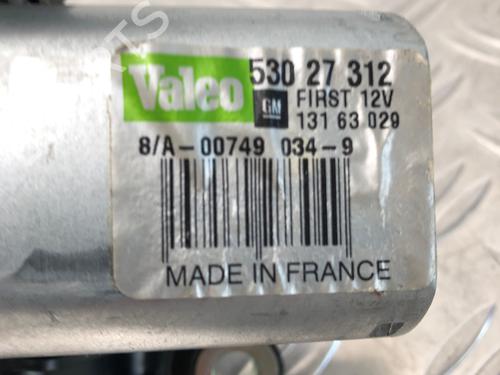 Valeo 530 27 312
GM FIRST 12V
131 63 029
8/A-00749 034-9
MADE IN FRANCE